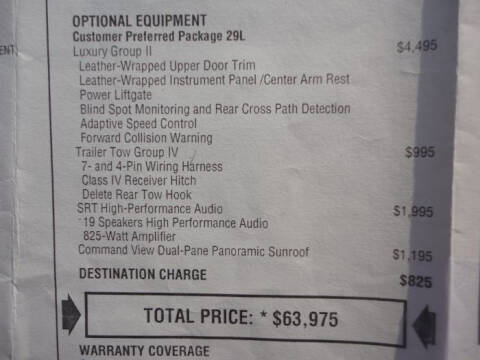 OPTIONAL EQUIPMENT
Customer Preferred Package 29L
Luxury Group II $4,495
Leather-Wrapped Upper Door Trim
Leather-Wrapped Instrument Panel /Center Arm Rest
Power Liftgate
Blind Spot Monitoring and Rear Cross Path Detection
Adaptive Speed Control
Forward Collision Warning
Trailer Tow Group IV $995
7- and 4-Pin Wiring Harness
Class IV Receiver Hitch
Delete Rear Tow Hook
SRT High-Performance Audio $1,995
19 Speakers High Performance Audio
825-Watt Amplifier
Command View Dual-Pane Panoramic Sunroof $1,195
DESTINATION CHARGE $825
TOTAL PRICE: * $63,975
WARRANTY COVERAGE